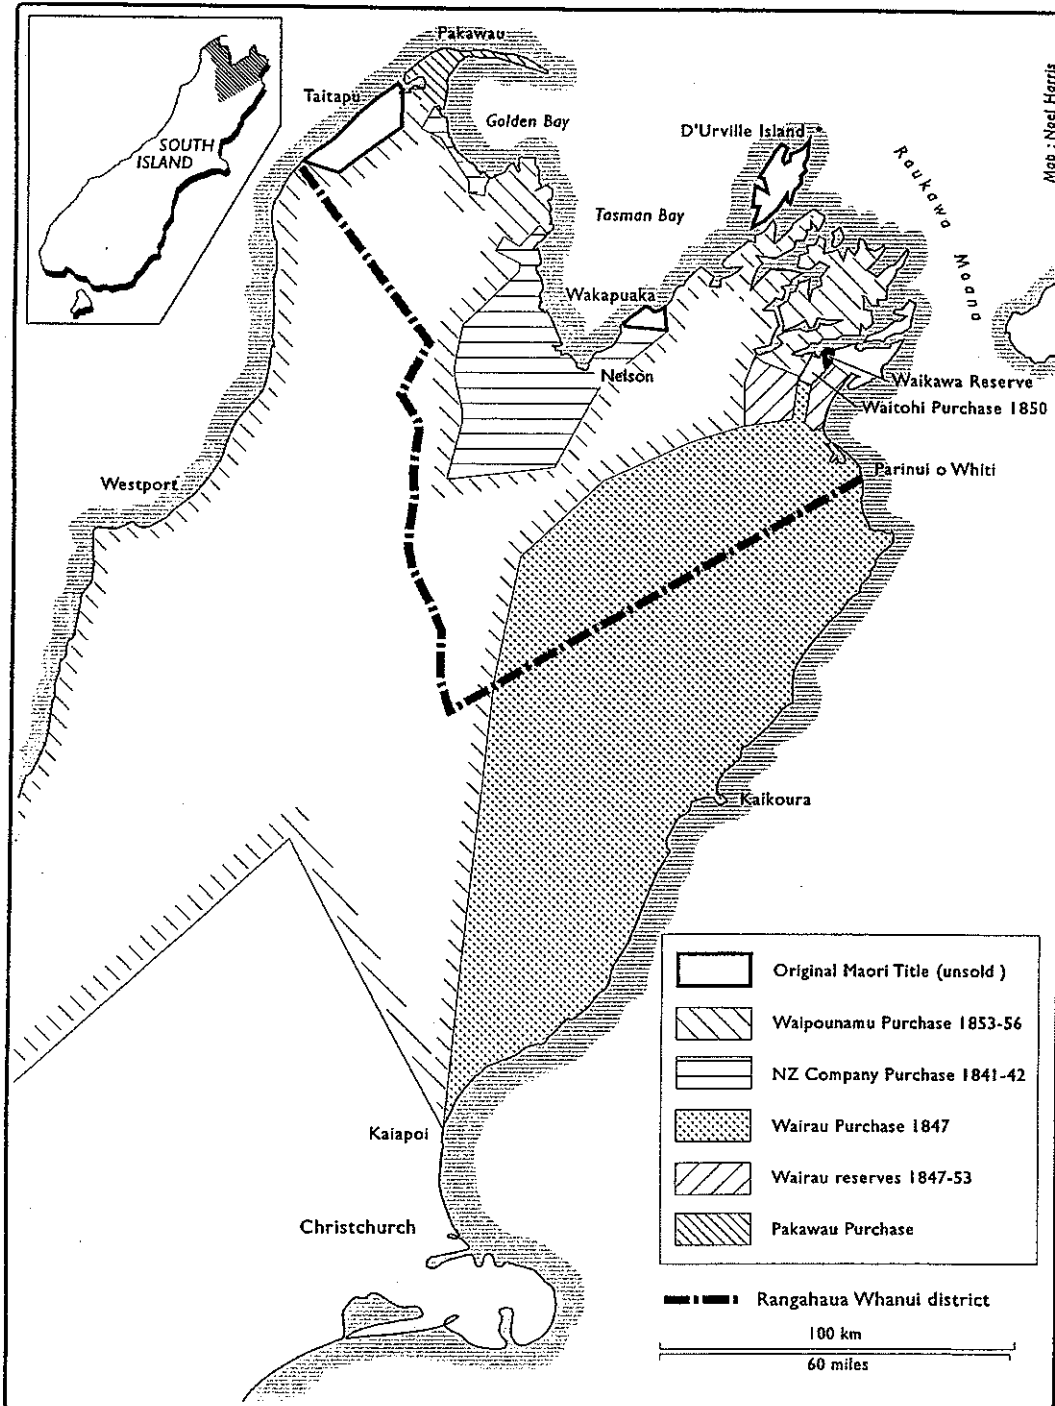 Pakawau
Taitapu
Golden Bay
D'Urville Island
Map : Noel Harris
SOUTH
ISLAND
Raukawa
Moana
Tasman Bay
Wakapuaka
Nelson
Waikawa Reserve
Waitohi Purchase 1850
Parinui o Whiti
Westport
Kaikoura
Original Maori Title (unsold )
Waipounamu Purchase 1853-56
NZ Company Purchase 1841-42
Wairau Purchase 1847
Wairau reserves 1847-53
Pakawau Purchase
Kaiapoi
Christchurch
Rangahaua Whanui district
100 km
60 miles